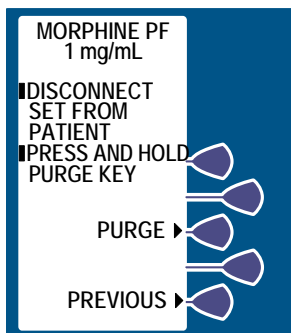 MORPHINE PF
1 mg/mL
DISCONNECT
SET FROM
PATIENT
PRESS AND HOLD
PURGE KEY
PURGE
PREVIOUS